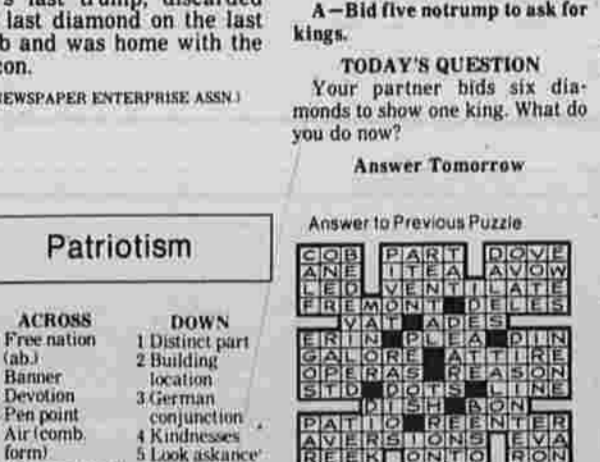 last trump, discarded
last diamond on the last
b and was home with the
on.
NEWSPAPER ENTERPRISE ASSN.)
A—Bid five notrump to ask for
kings.
TODAY'S QUESTION
Your partner bids six dia-
monds to show one king. What do
you do now?
Answer Tomorrow
Patriotism
ACROSS
Free nation
(ab.)
Banner
Devotion
Pen point
Air (comb.
form)
DOWN
1 Distinct part
2 Building
location
3 German
conjunction
4 Kindnesses
5 Look askance
Answer to Previous Puzzle
COB PART DOVE
ANE ITEA AVOW
LED VENTILATE
FREMONT DELES
VAT ADES
ERIN PLEA DIN
GALORE ATTIRE
OPERAS REASON
STD DOTS LINE
DISH BON
PATIO REENTER
AVERSIONS EVA
REEK ONTO RON